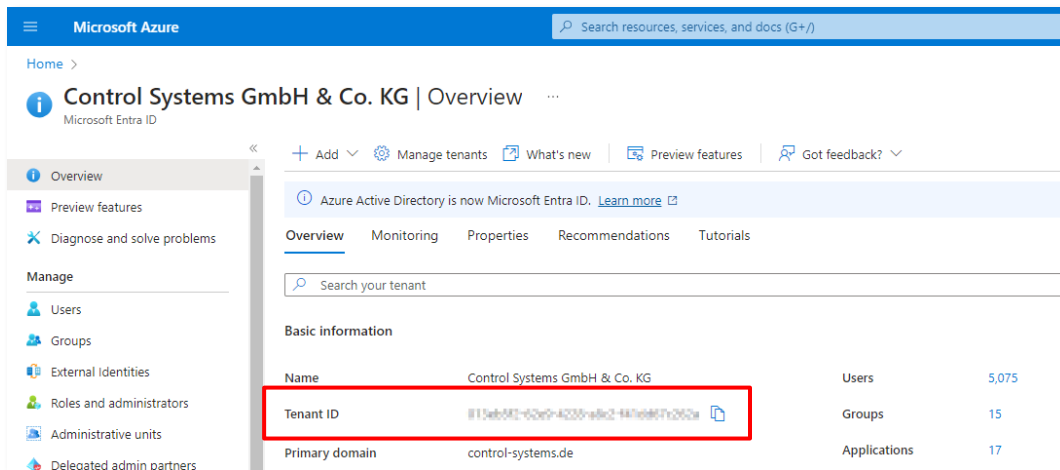 Microsoft Azure
Search resources, services, and docs (G+/)
Home >
Control Systems GmbH & Co. KG | Overview ...
Microsoft Entra ID
«
Add
Manage tenants
What's new
Preview features
Got feedback?
Overview
Preview features
Diagnose and solve problems
Manage
Users
Groups
External Identities
Roles and administrators
Administrative units
Delegated admin partners
Azure Active Directory is now Microsoft Entra ID. Learn more
Overview Monitoring Properties Recommendations Tutorials
Search your tenant
Basic information
Name Control Systems GmbH & Co. KG Users 5,075
Tenant ID Groups 15
Primary domain control-systems.de Applications 17